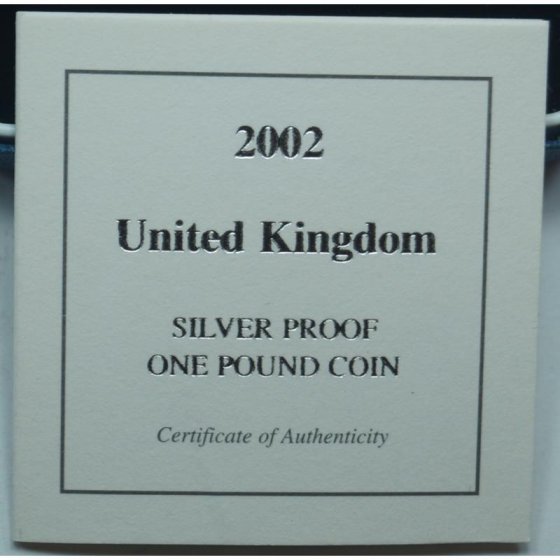 2002
United Kingdom
SILVER PROOF
ONE POUND COIN
Certificate of Authenticity